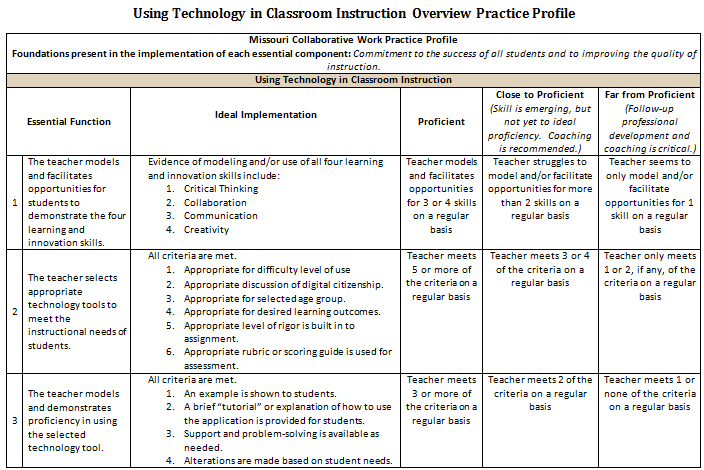 Using Technology in Classroom Instruction Overview Practice Profile
Missouri Collaborative Work Practice Profile
Foundations present in the implementation of each essential component: Commitment to the success of all students and to improving the quality of
instruction.
Using Technology in Classroom Instruction
Essential Function
Ideal Implementation
Proficient
Close to Proficient
(Skill is emerging, but
not yet to ideal
proficiency. Coaching
is recommended.)
Far from Proficient
(Follow-up
professional
development and
coaching is critical.)
1
The teacher models
and facilitates
opportunities for
students to
demonstrate the four
learning and
innovation skills.
Evidence of modeling and/or use of all four learning
and innovation skills include:
1. Critical Thinking
2. Collaboration
3. Communication
4. Creativity
Teacher models
and facilitates
opportunities
for 3 or 4 skills
on a regular
basis
Teacher struggles to
model and/or facilitate
opportunities for more
than 2 skills on a
regular basis
Teacher seems to
only model and/or
facilitate
opportunities for 1
skill on a regular
basis
2
The teacher selects
appropriate
technology tools to
meet the
instructional needs of
students.
All criteria are met.
1. Appropriate for difficulty level of use
2. Appropriate discussion of digital citizenship.
3. Appropriate for selected age group.
4. Appropriate for desired learning outcomes.
5. Appropriate level of rigor is built in to
assignment.
6. Appropriate rubric or scoring guide is used for
assessment.
Teacher meets
5 or more of
the criteria on a
regular basis
Teacher meets 3 or 4
of the criteria on a
regular basis
Teacher only meets
1 or 2, if any, of the
criteria on a regular
basis
3
The teacher models
and demonstrates
proficiency in using
the selected
technology tool.
All criteria are met.
1. An example is shown to students.
2. A brief “tutorial” or explanation of how to use
the application is provided for students.
3. Support and problem-solving is available as
needed.
4. Alterations are made based on student needs.
Teacher meets
3 or more of
the criteria on a
regular basis
Teacher meets 2 of the
criteria on a regular
basis
Teacher meets 1 or
none of the criteria
on a regular basis